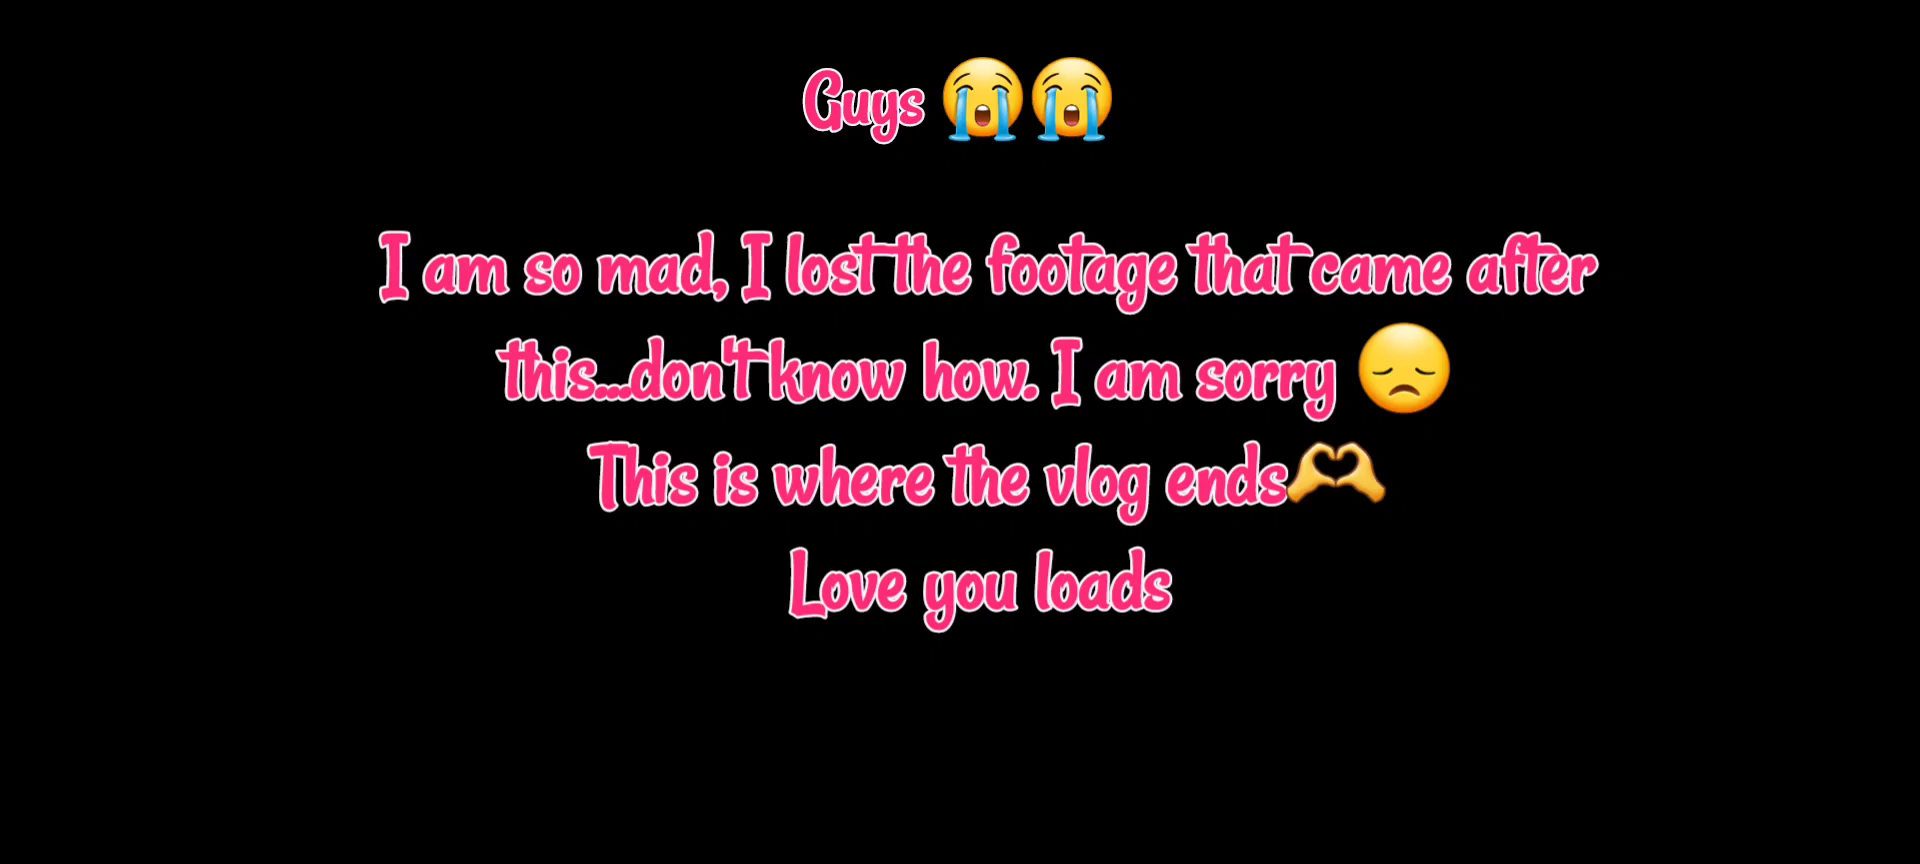 Guys 😭😭
I am so mad, I lost the footage that came after
this...don't know how. I am sorry 😞
This is where the vlog ends🫶
Love you loads